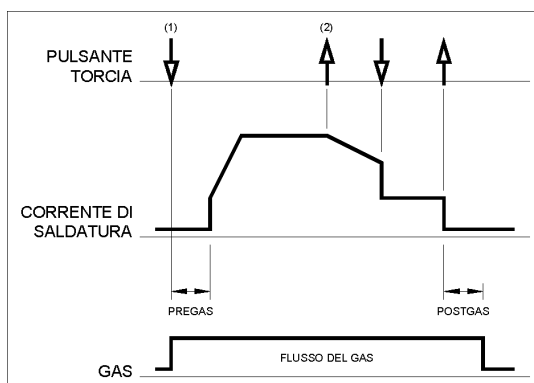 (1)
(2)
PULSANTE
TORCIA
CORRENTE DI
SALDATURA
PREGAS
POSTGAS
FLUSSO DEL GAS
GAS